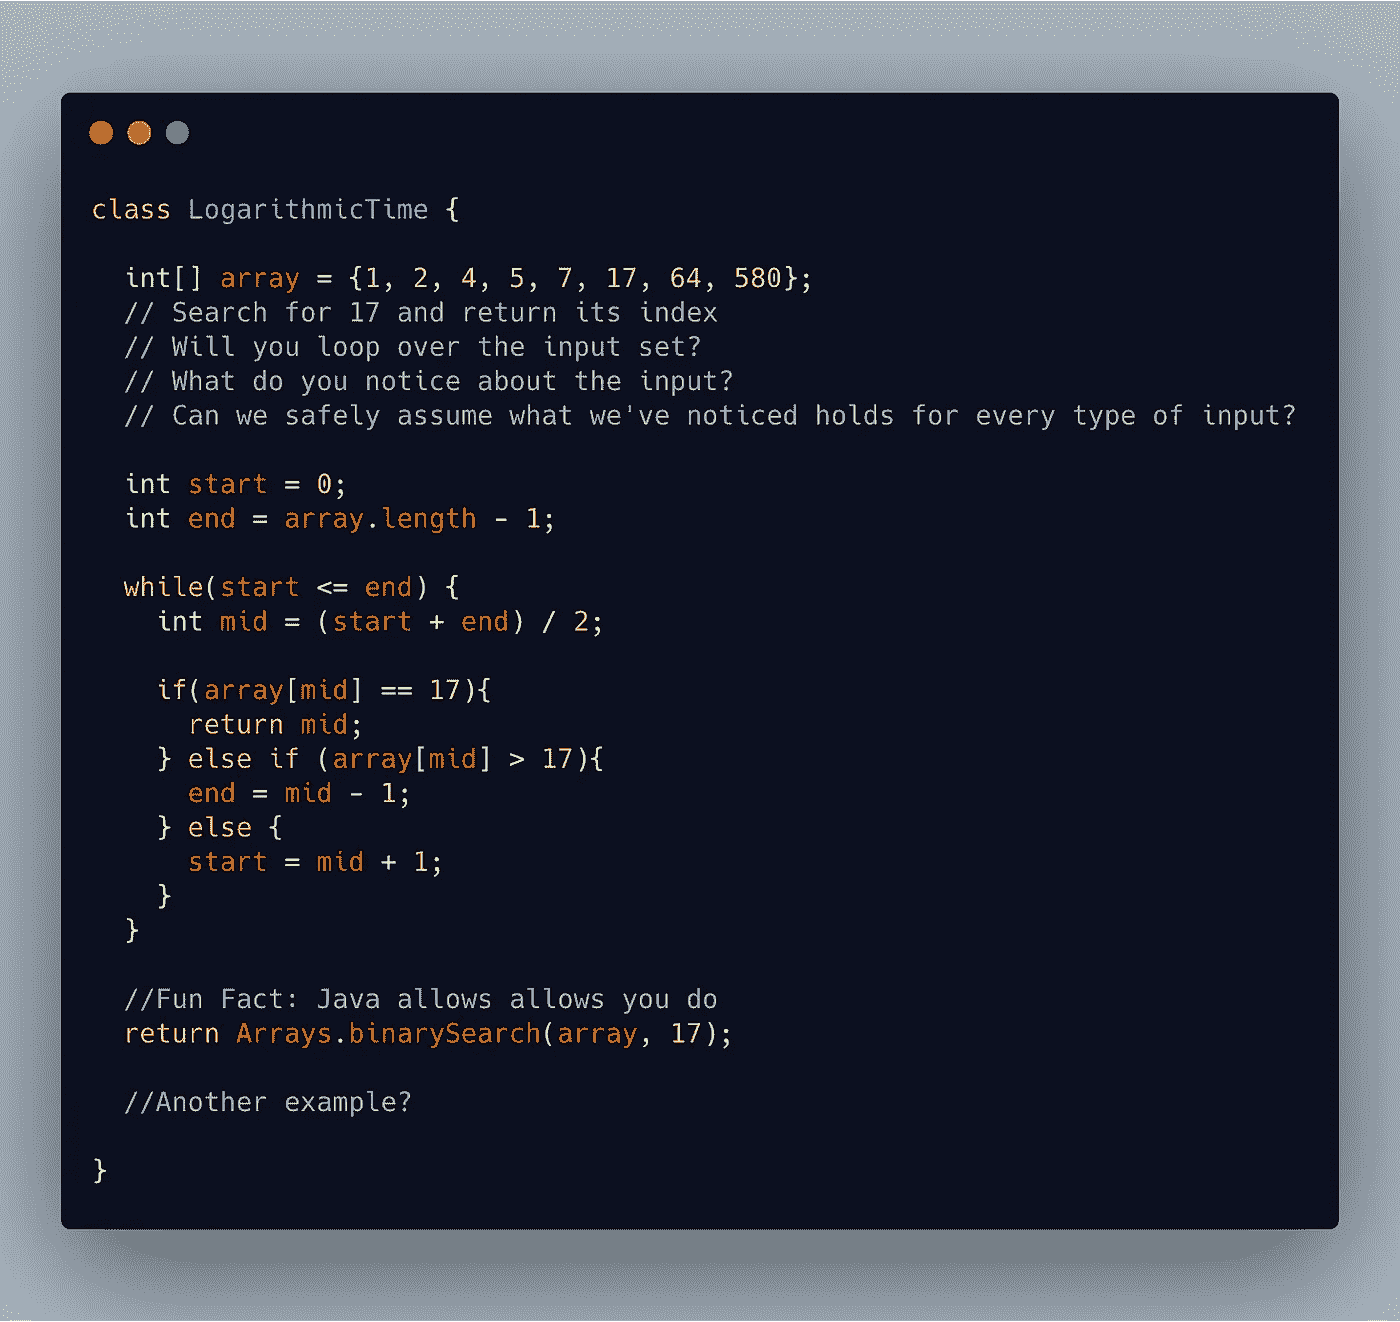 class LogarithmicTime {
int[] array = {1, 2, 4, 5, 7, 17, 64, 580};
// Search for 17 and return its index
// Will you loop over the input set?
// What do you notice about the input?
// Can we safely assume what we've noticed holds for every type of input?
int start = 0;
int end = array.length - 1;
while(start <= end) {
int mid = (start + end) / 2;
if(array[mid] == 17){
return mid;
} else if (array[mid] > 17){
end = mid - 1;
} else {
start = mid + 1;
}
}
//Fun Fact: Java allows allows you do
return Arrays.binarySearch(array, 17);
//Another example?
}